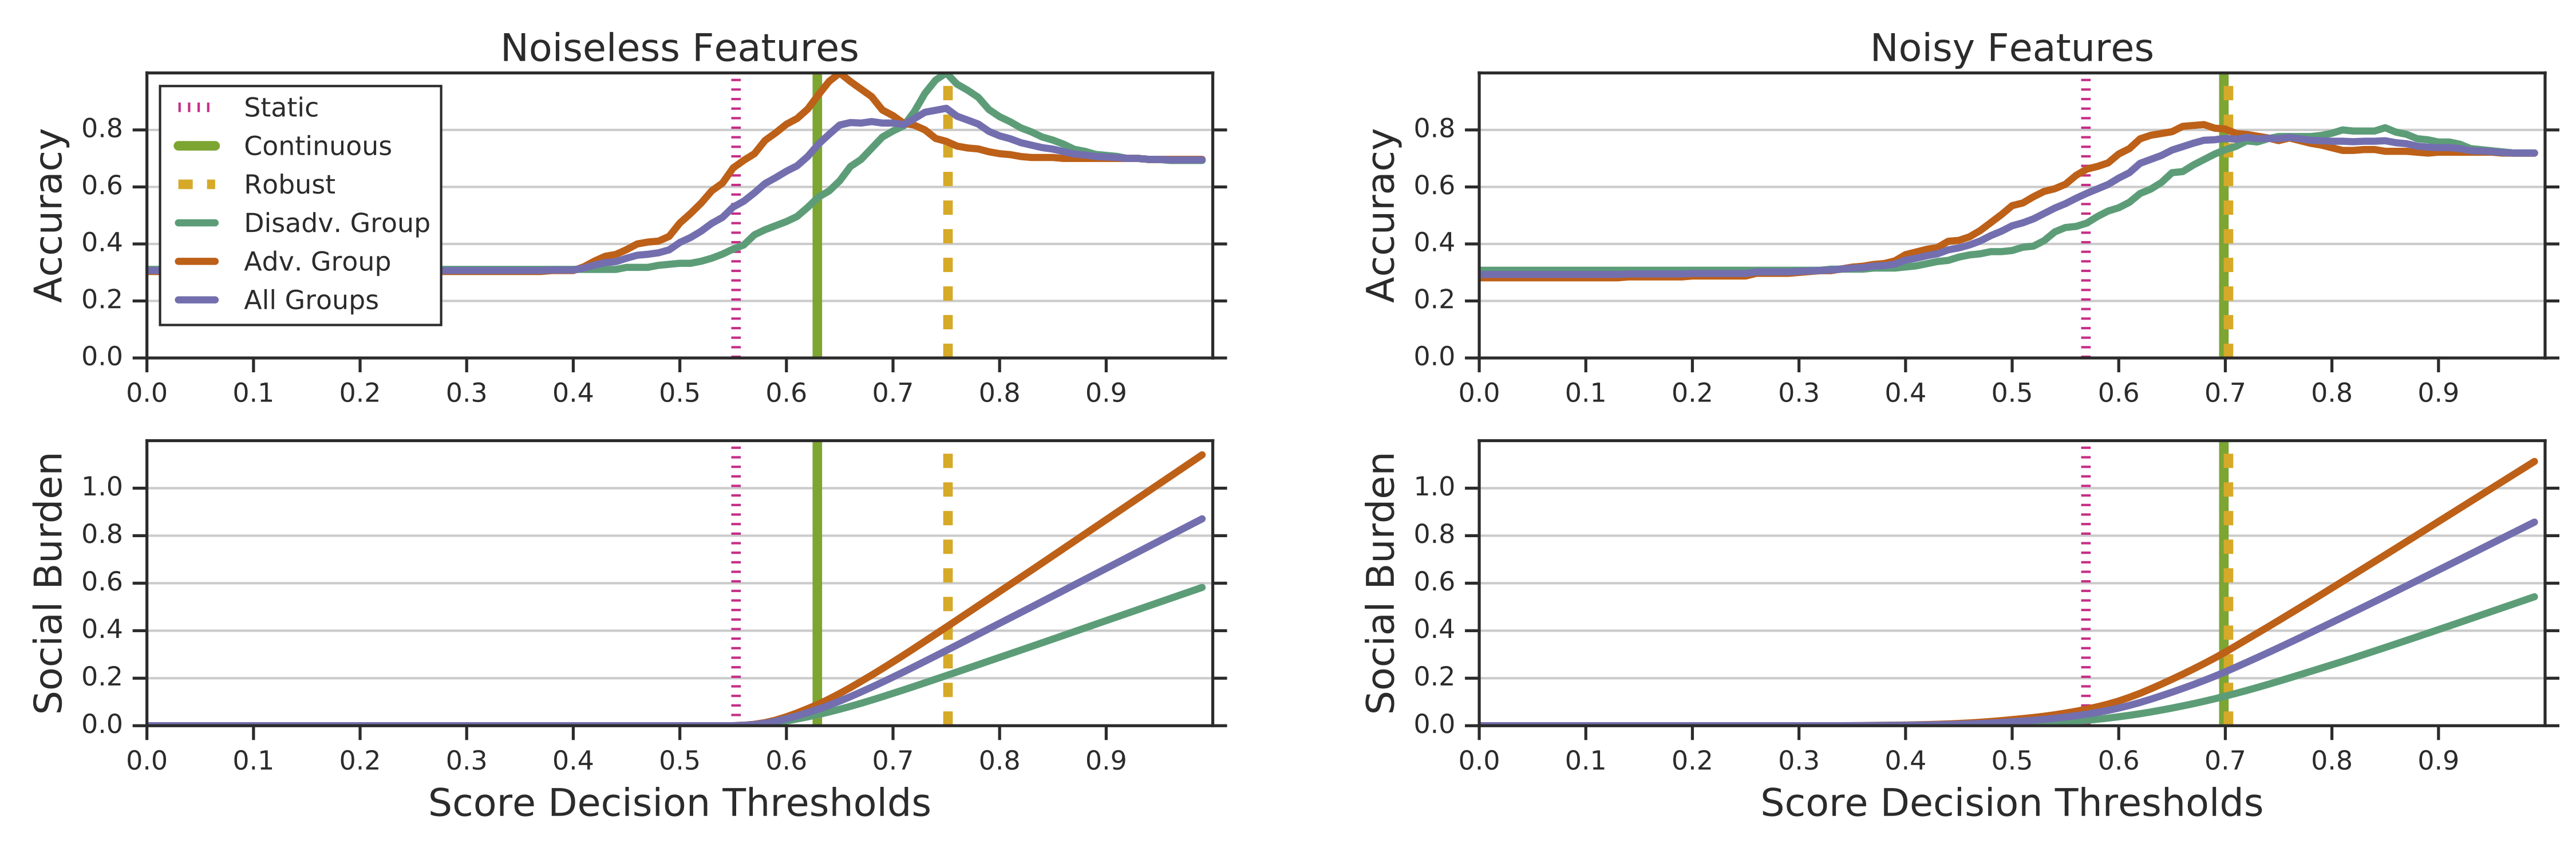 Noiseless Features
Accuracy
0.8
0.6
0.4
0.2
0.0
Static
Continuous
Robust
Disadv. Group
Adv. Group
All Groups
0.0 0.1 0.2 0.3 0.4 0.5 0.6 0.7 0.8 0.9
Social Burden
1.0
0.8
0.6
0.4
0.2
0.0
0.0 0.1 0.2 0.3 0.4 0.5 0.6 0.7 0.8 0.9
Score Decision Thresholds
Noisy Features
Accuracy
0.8
0.6
0.4
0.2
0.0
0.0 0.1 0.2 0.3 0.4 0.5 0.6 0.7 0.8 0.9
Social Burden
1.0
0.8
0.6
0.4
0.2
0.0
0.0 0.1 0.2 0.3 0.4 0.5 0.6 0.7 0.8 0.9
Score Decision Thresholds